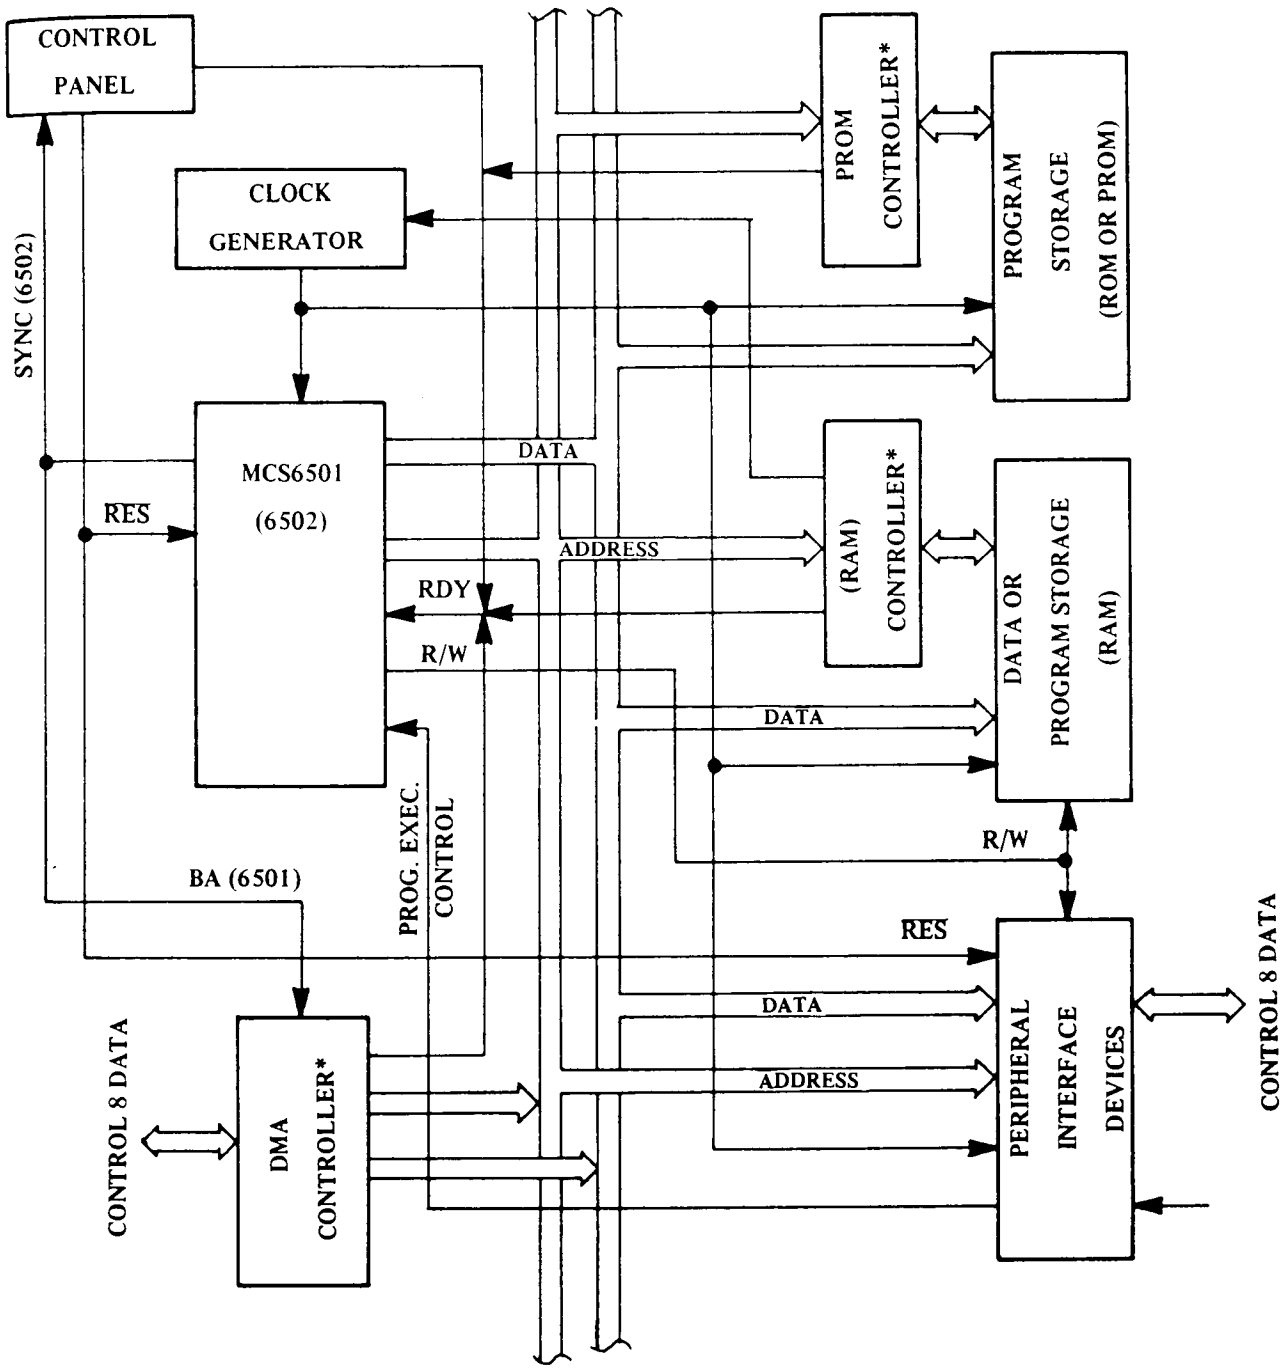 CONTROL
PANEL
PROM
CONTROLLER*
PROGRAM
STORAGE
(ROM OR PROM)
CLOCK
GENERATOR
SYNC (6502)
MCS6501
(6502)
DATA
RES
ADDRESS
(RAM)
CONTROLLER*
DATA OR
PROGRAM STORAGE
(RAM)
RDY
R/W
DATA
PROG. EXEC.
CONTROL
R/W
BA (6501)
RES
DATA
ADDRESS
PERIPHERAL
INTERFACE
DEVICES
CONTROL 8 DATA
CONTROL 8 DATA
DMA
CONTROLLER*